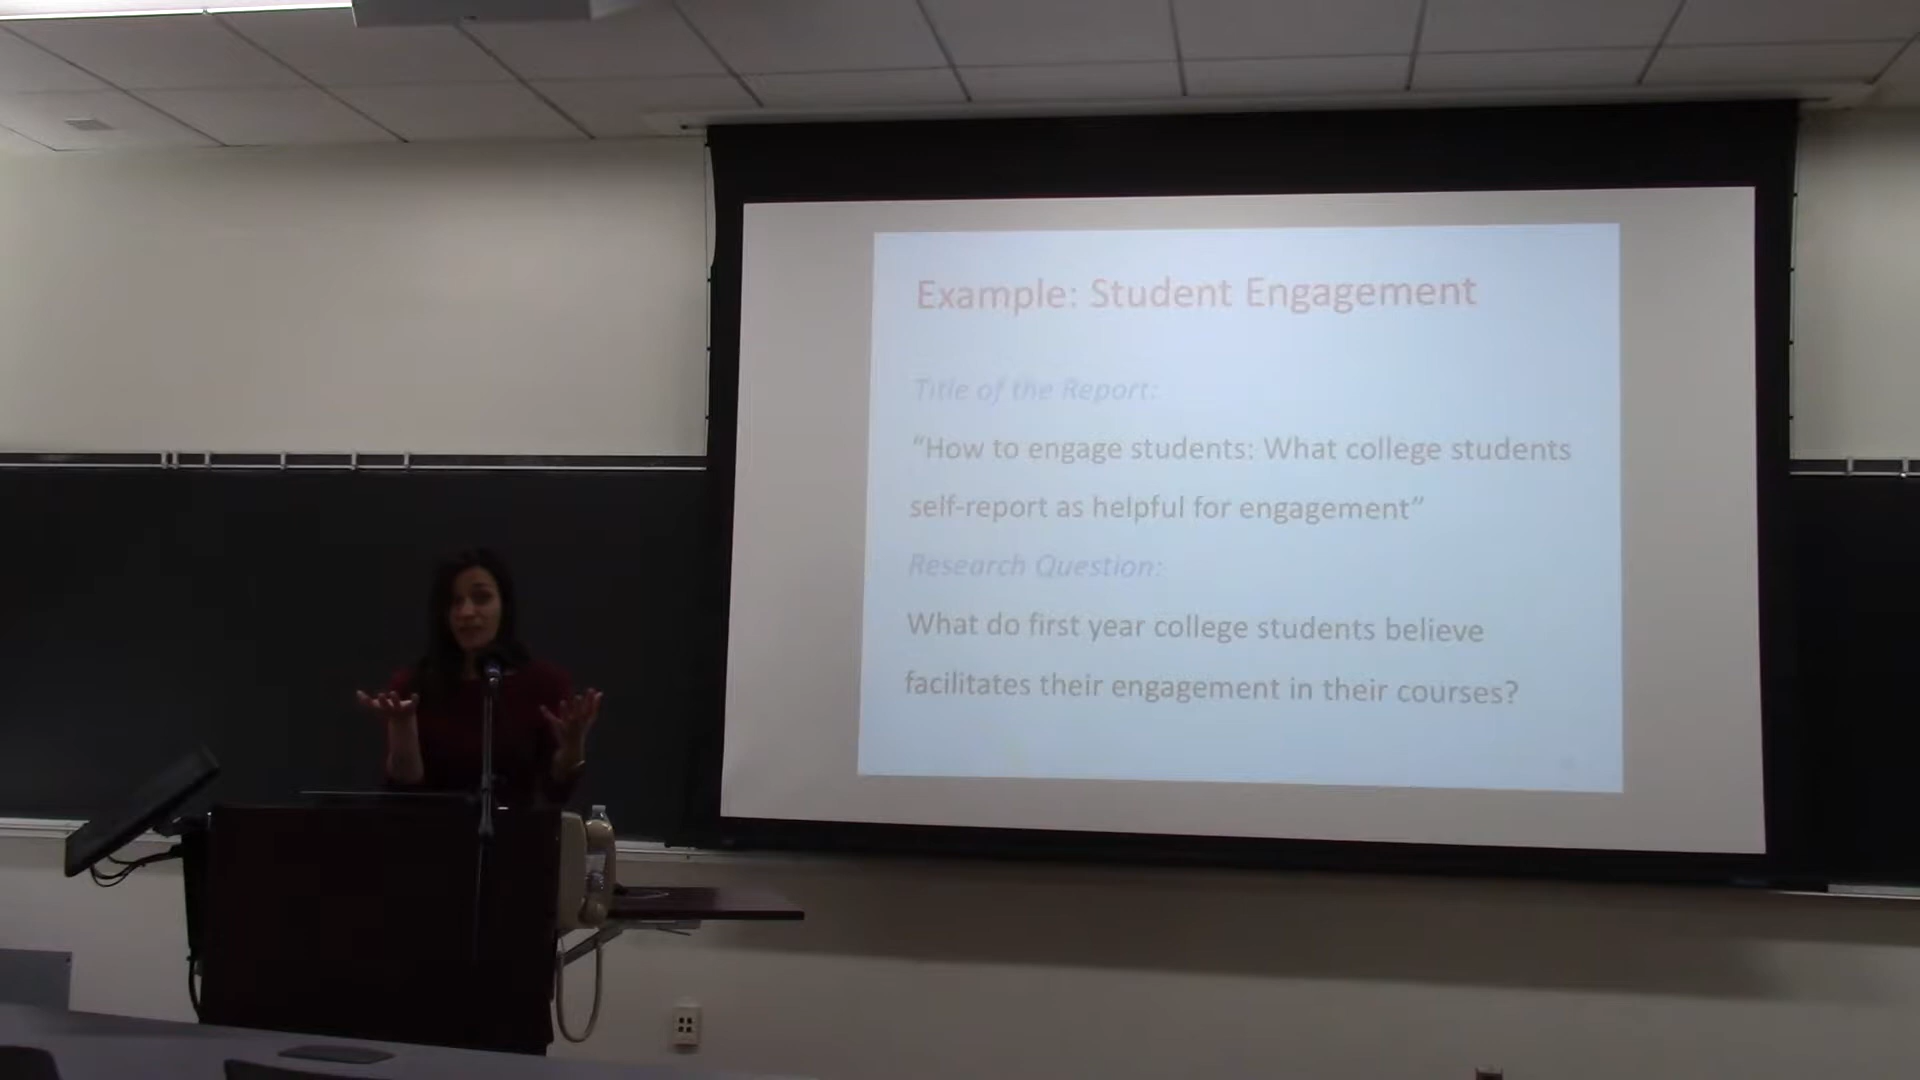 Example: Student Engagement
Title of the Report:
“How to engage students: What college students
self-report as helpful for engagement”
Research Question:
What do first year college students believe
facilitates their engagement in their courses?